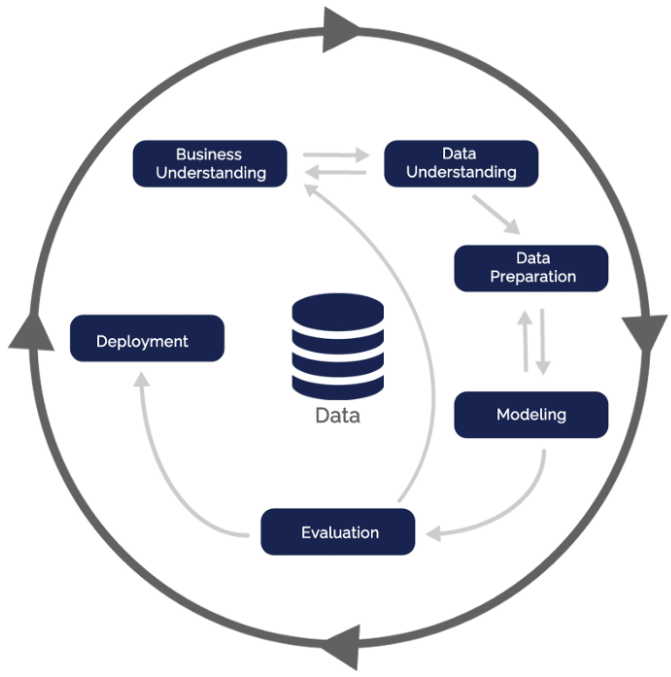 Business
Understanding
Data
Understanding
Data
Preparation
Deployment
Data
Modeling
Evaluation